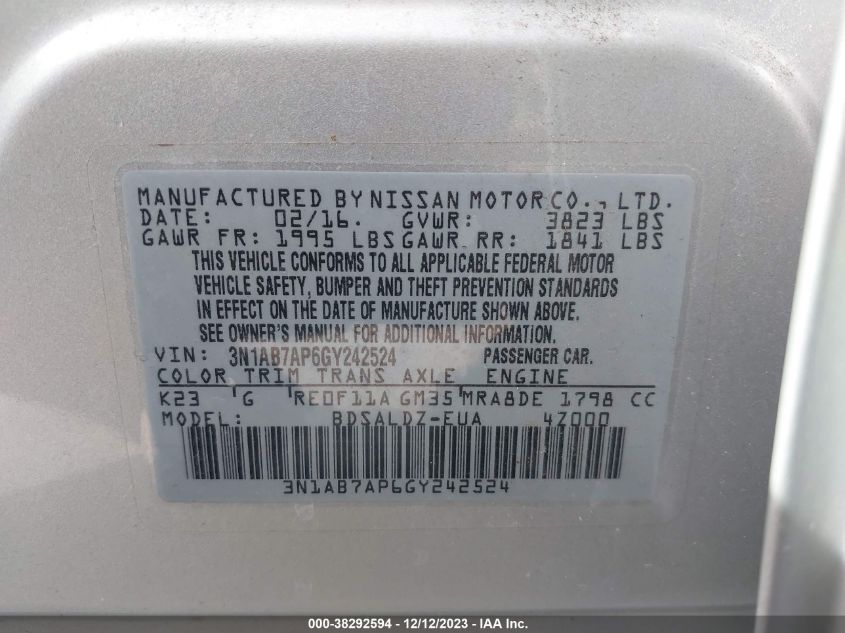 MANUFACTURED BY NISSAN MOTOR CO., LTD.
DATE: 02/16. GVWR: 3823 LBS
GAWR FR: 1995 LBS GAWR RR: 1841 LBS
THIS VEHICLE CONFORMS TO ALL APPLICABLE FEDERAL MOTOR
VEHICLE SAFETY, BUMPER AND THEFT PREVENTION STANDARDS
IN EFFECT ON THE DATE OF MANUFACTURE SHOWN ABOVE.
SEE OWNER'S MANUAL FOR ADDITIONAL INFORMATION.
VIN: 3N1AB7AP6GY242524 PASSENGER CAR.
COLOR TRIM TRANS AXLE ENGINE
K23 G RE0F11A GM35 MRA8DE 1798 CC
MODEL: BDSALDZ-EUA 4Z000
3N1AB7AP6GY242524
000-38292594 - 12/12/2023 - IAA Inc.